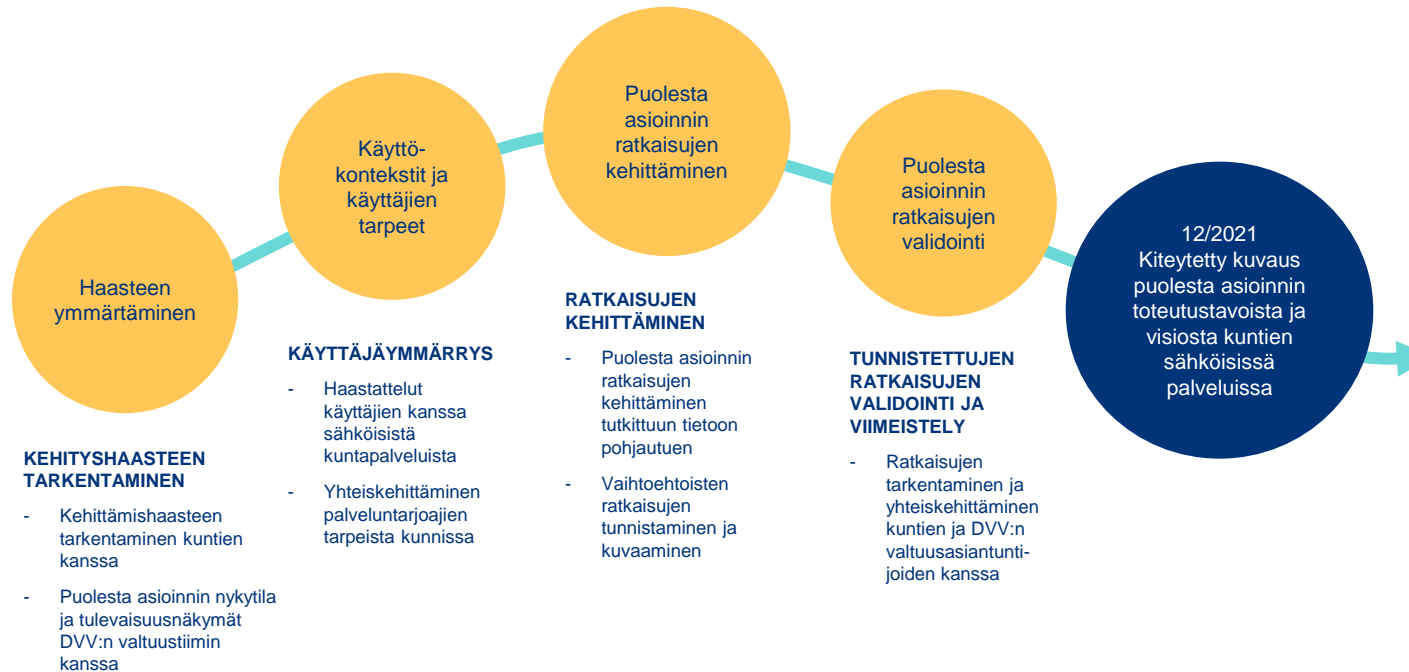 Haasteen
ymmärtäminen
KEHITYSHAASTEEN
TARKENTAMINEN
- Kehittämishaasteen
tarkentaminen kuntien
kanssa
- Puolesta asioinnin nykytila
ja tulevaisuusnäkymät
DVV:n valtuustiimin
kanssa
Käyttö-
kontekstit ja
käyttäjien
tarpeet
KÄYTTÄJÄYMMÄRRYS
- Haastattelut
käyttäjien kanssa
sähköisistä
kuntapalveluista
- Yhteiskehittäminen
palveluntarjoajien
tarpeista kunnissa
Puolesta
asioinnin
ratkaisujen
kehittäminen
RATKAISUJEN
KEHITTÄMINEN
- Puolesta asioinnin
ratkaisujen
kehittäminen
tutkittuun tietoon
pohjautuen
- Vaihtoehtoisten
ratkaisujen
tunnistaminen ja
kuvaaminen
Puolesta
asioinnin
ratkaisujen
validointi
TUNNISTETTUJEN
RATKAISUJEN
VALIDOINTI JA
VIIMEISTELY
- Ratkaisujen
tarkentaminen ja
yhteiskehittäminen
kuntien ja DVV:n
valtuusasiantunti-
joiden kanssa
12/2021
Kiteytetty kuvaus
puolesta asioinnin
toteutustavoista ja
visiosta kuntien
sähköisissä
palveluissa